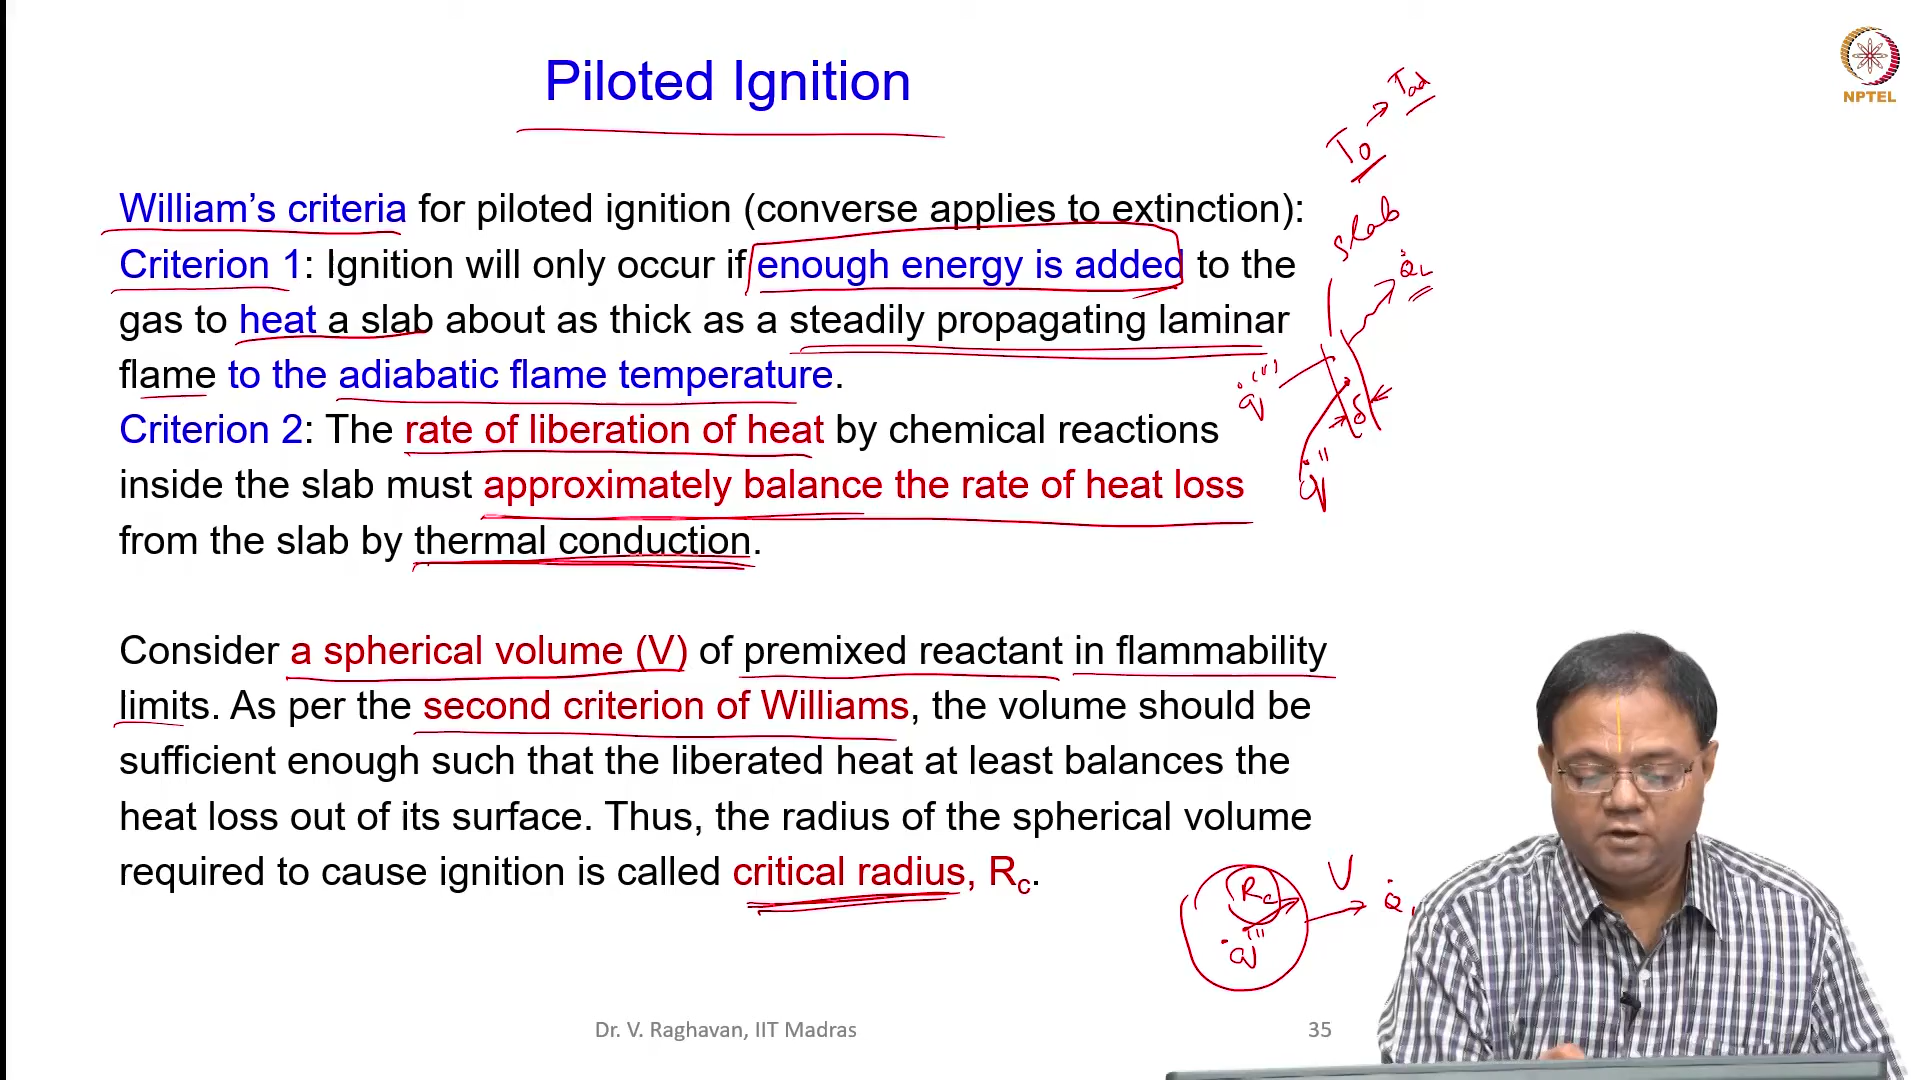 Piloted Ignition
NPTEL
William’s criteria for piloted ignition (converse applies to extinction):
Criterion 1: Ignition will only occur if enough energy is added to the
gas to heat a slab about as thick as a steadily propagating laminar
flame to the adiabatic flame temperature.
Criterion 2: The rate of liberation of heat by chemical reactions
inside the slab must approximately balance the rate of heat loss
from the slab by thermal conduction.
T0 → Tad
slab
Q̇L
δ
q̇'''
Consider a spherical volume (V) of premixed reactant in flammability
limits. As per the second criterion of Williams, the volume should be
sufficient enough such that the liberated heat at least balances the
heat loss out of its surface. Thus, the radius of the spherical volume
required to cause ignition is called critical radius, Rc.
Rc
V
q̇'''
Dr. V. Raghavan, IIT Madras
35